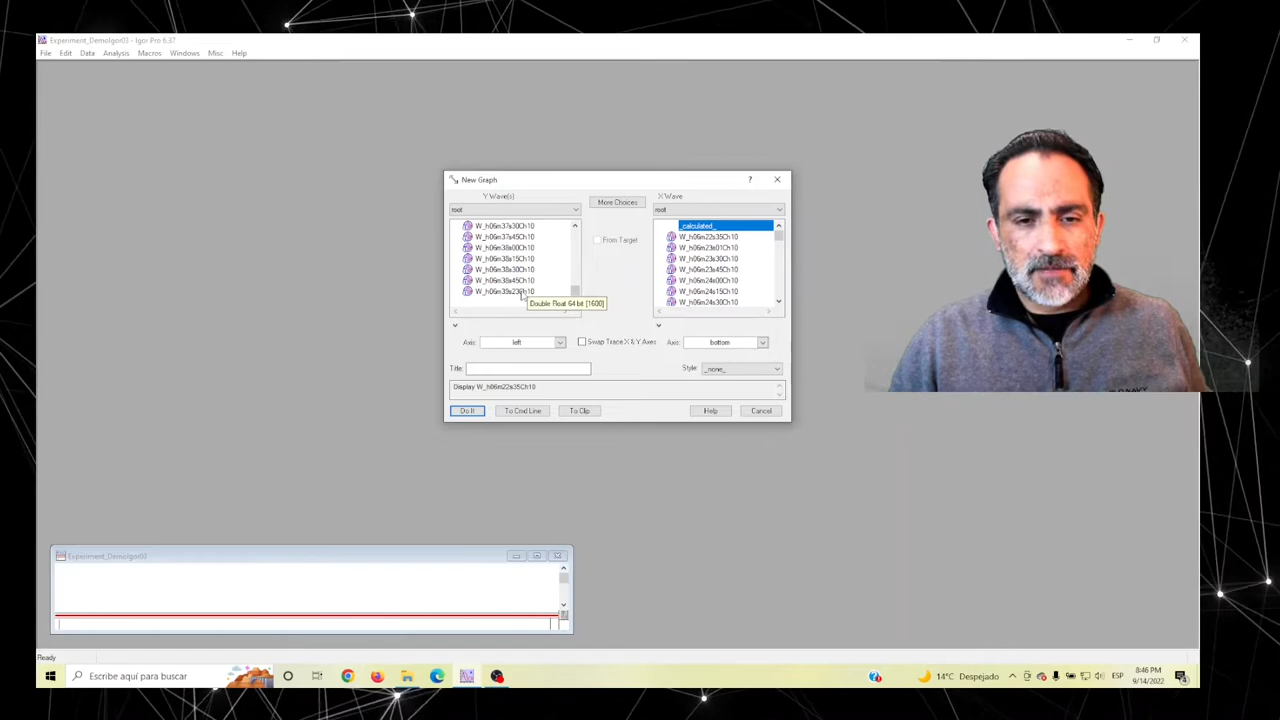 Experiment_DemoIgor03 - Igor Pro 6.37
File Edit Data Analysis Macros Windows Misc Help
New Graph
?
Y Wave(s)
X Wave
root
More Choices
root
From Target
W_h06m37s30Ch10
W_h06m37s45Ch10
W_h06m38s00Ch10
W_h06m38s15Ch10
W_h06m38s30Ch10
W_h06m38s45Ch10
W_h06m39s23Ch10
Double Float 64 bit [1600]
_calculated_
W_h06m22s35Ch10
W_h06m23s01Ch10
W_h06m23s30Ch10
W_h06m23s45Ch10
W_h06m24s00Ch10
W_h06m24s15Ch10
W_h06m24s30Ch10
Axis: left
Swap Trace X & Y Axes
Axis: bottom
Title:
Style: _none_
Display W_h06m22s35Ch10
Do It To Cmd Line To Clip Help Cancel
Experiment_DemoIgor03
Ready
Escribe aquí para buscar
14°C Despejado
ESP
8:46 PM
9/14/2022